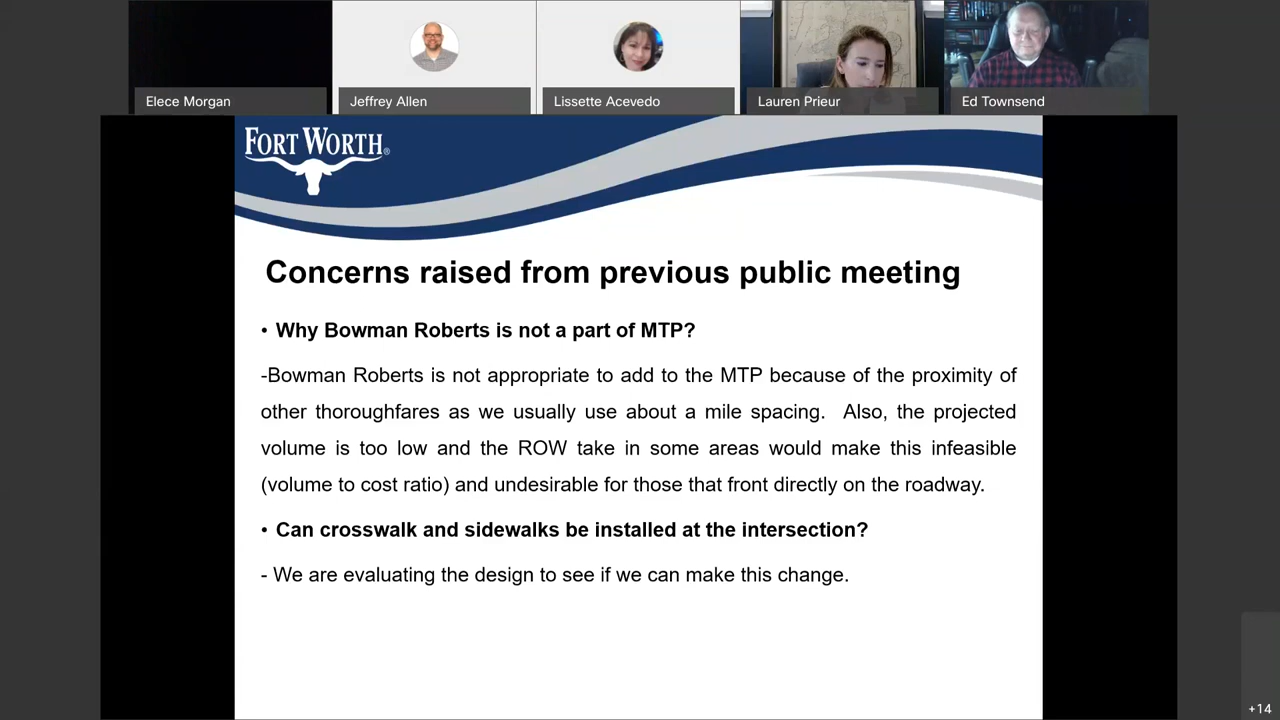 Elece Morgan
Jeffrey Allen
Lissette Acevedo
Lauren Prieur
Ed Townsend
FORT WORTH®
Concerns raised from previous public meeting
• Why Bowman Roberts is not a part of MTP?
-Bowman Roberts is not appropriate to add to the MTP because of the proximity of
other thoroughfares as we usually use about a mile spacing. Also, the projected
volume is too low and the ROW take in some areas would make this infeasible
(volume to cost ratio) and undesirable for those that front directly on the roadway.
• Can crosswalk and sidewalks be installed at the intersection?
- We are evaluating the design to see if we can make this change.
+14